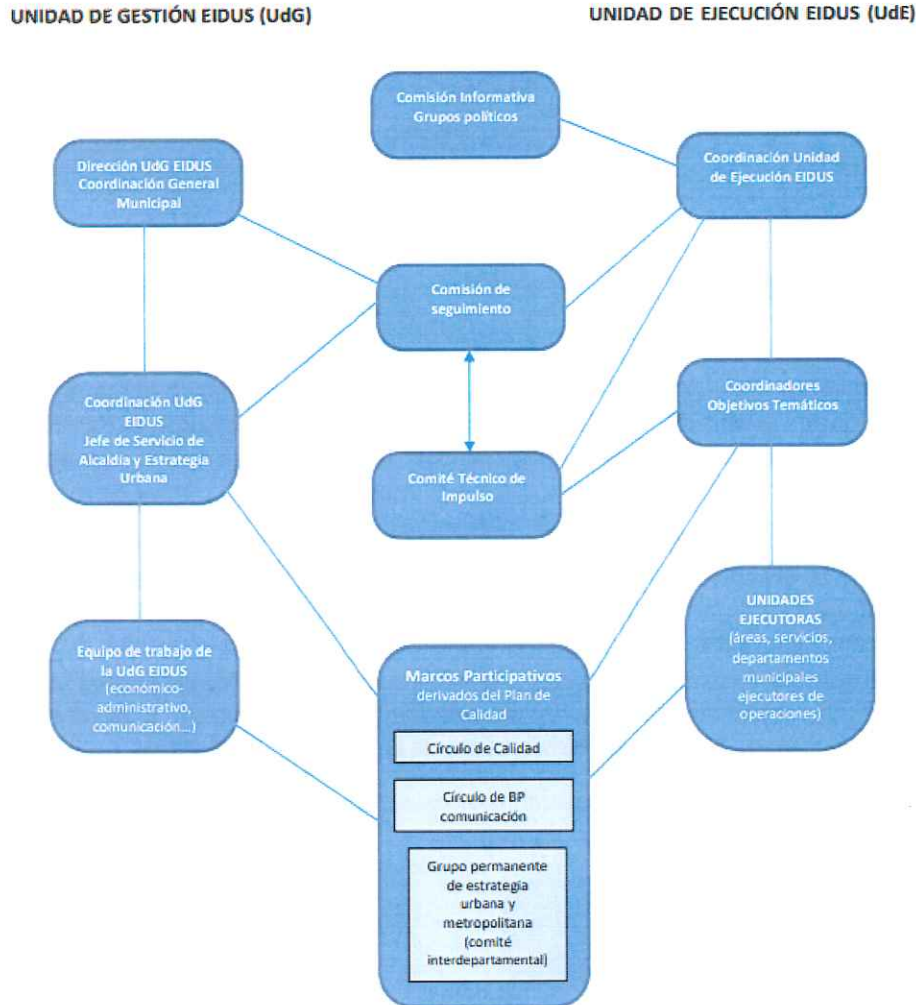 UNIDAD DE GESTIÓN EIDUS (UdG)
UNIDAD DE EJECUCIÓN EIDUS (UdE)
Comisión Informativa
Grupos políticos
Dirección UdG EIDUS
Coordinación General
Municipal
Coordinación Unidad
de Ejecución EIDUS
Comisión de
seguimiento
Coordinación UdG
EIDUS
Jefe de Servicio de
Alcaldía y Estrategia
Urbana
Coordinadores
Objetivos Temáticos
Comité Técnico de
Impulso
Equipo de trabajo de
la UdG EIDUS
(económico-
administrativo,
comunicación...)
UNIDADES
EJECUTORAS
(áreas, servicios,
departamentos
municipales
ejecutores de
operaciones)
Marcos Participativos
derivados del Plan de
Calidad
Círculo de Calidad
Círculo de BP
comunicación
Grupo permanente
de estrategia
urbana y
metropolitana
(comité
interdepartamental)